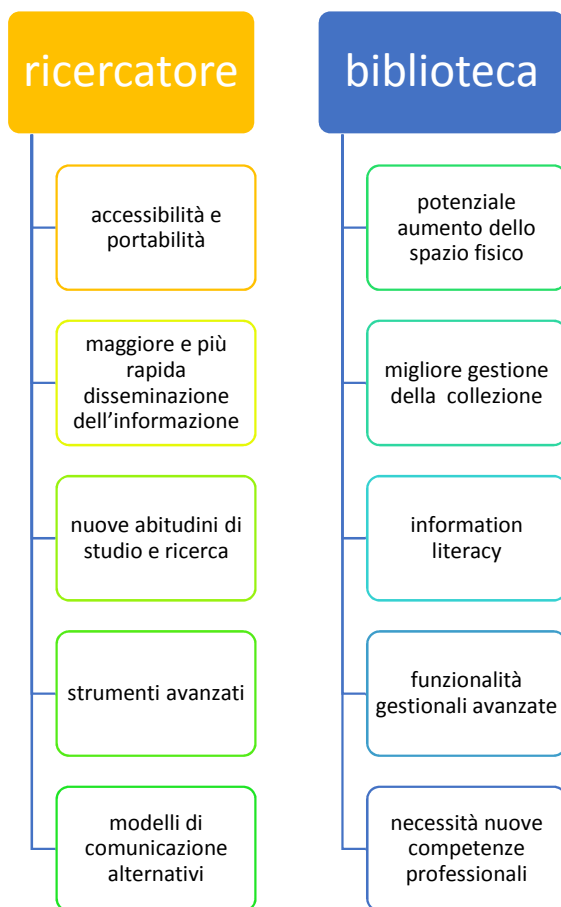 ricercatore
accessibilità e
portabilità
maggiore e più
rapida
disseminazione
dell’informazione
nuove abitudini di
studio e ricerca
strumenti avanzati
modelli di
comunicazione
alternativi
biblioteca
potenziale
aumento dello
spazio fisico
migliore gestione
della collezione
information
literacy
funzionalità
gestionali avanzate
necessità nuove
competenze
professionali